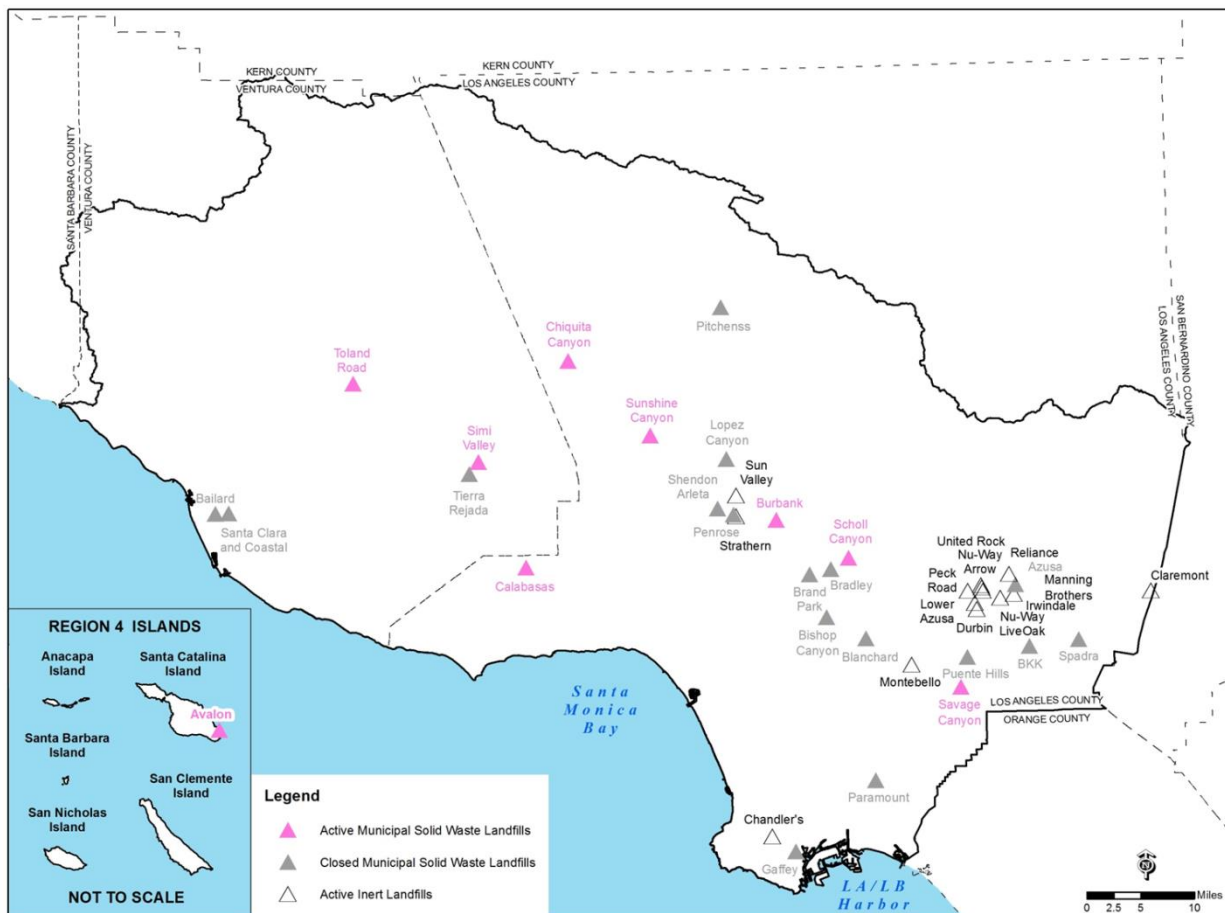 KERN COUNTY
VENTURA COUNTY
KERN COUNTY
LOS ANGELES COUNTY
SANTA BARBARA COUNTY
VENTURA COUNTY
SAN BERNARDINO COUNTY
LOS ANGELES COUNTY
Pitchenss
Chiquita
Canyon
Toland
Road
Sunshine
Canyon
Simi
Valley
Lopez
Canyon
Sun
Valley
Shendon
Arleta
Tierra
Rejada
Bailard
Santa Clara
and Coastal
Penrose
Strathern
Burbank
Scholl
Canyon
Calabasas
Brand
Park
Bradley
Bishop
Canyon
Blanchard
United Rock
Nu-Way
Arrow
Reliance
Azusa
Peck
Road
Manning
Brothers
Claremont
Lower
Azusa
Irwindale
Durbin
Nu-Way
LiveOak
BKK
Spadra
Puente Hills
Montebello
Savage
Canyon
LOS ANGELES COUNTY
ORANGE COUNTY
Paramount
Chandler's
Gaffey
Santa
Monica
Bay
LA/LB
Harbor
REGION 4 ISLANDS
Anacapa
Island
Santa Catalina
Island
Avalon
Santa Barbara
Island
San Clemente
Island
San Nicholas
Island
NOT TO SCALE
Legend
Active Municipal Solid Waste Landfills
Closed Municipal Solid Waste Landfills
Active Inert Landfills
N
Miles
0 2.5 5 10